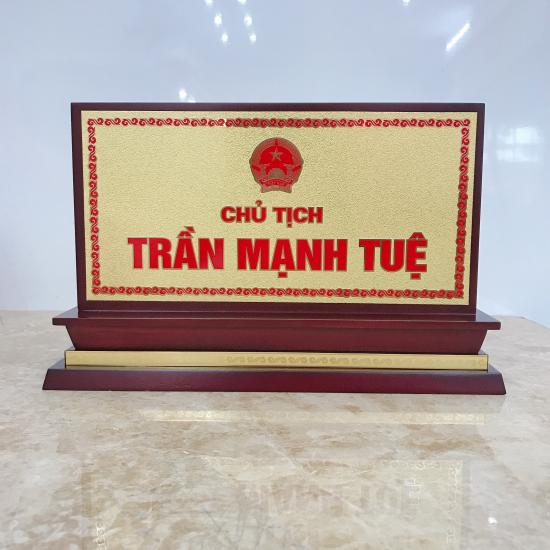 CHỦ TỊCH
TRẦN MẠNH TUỆ